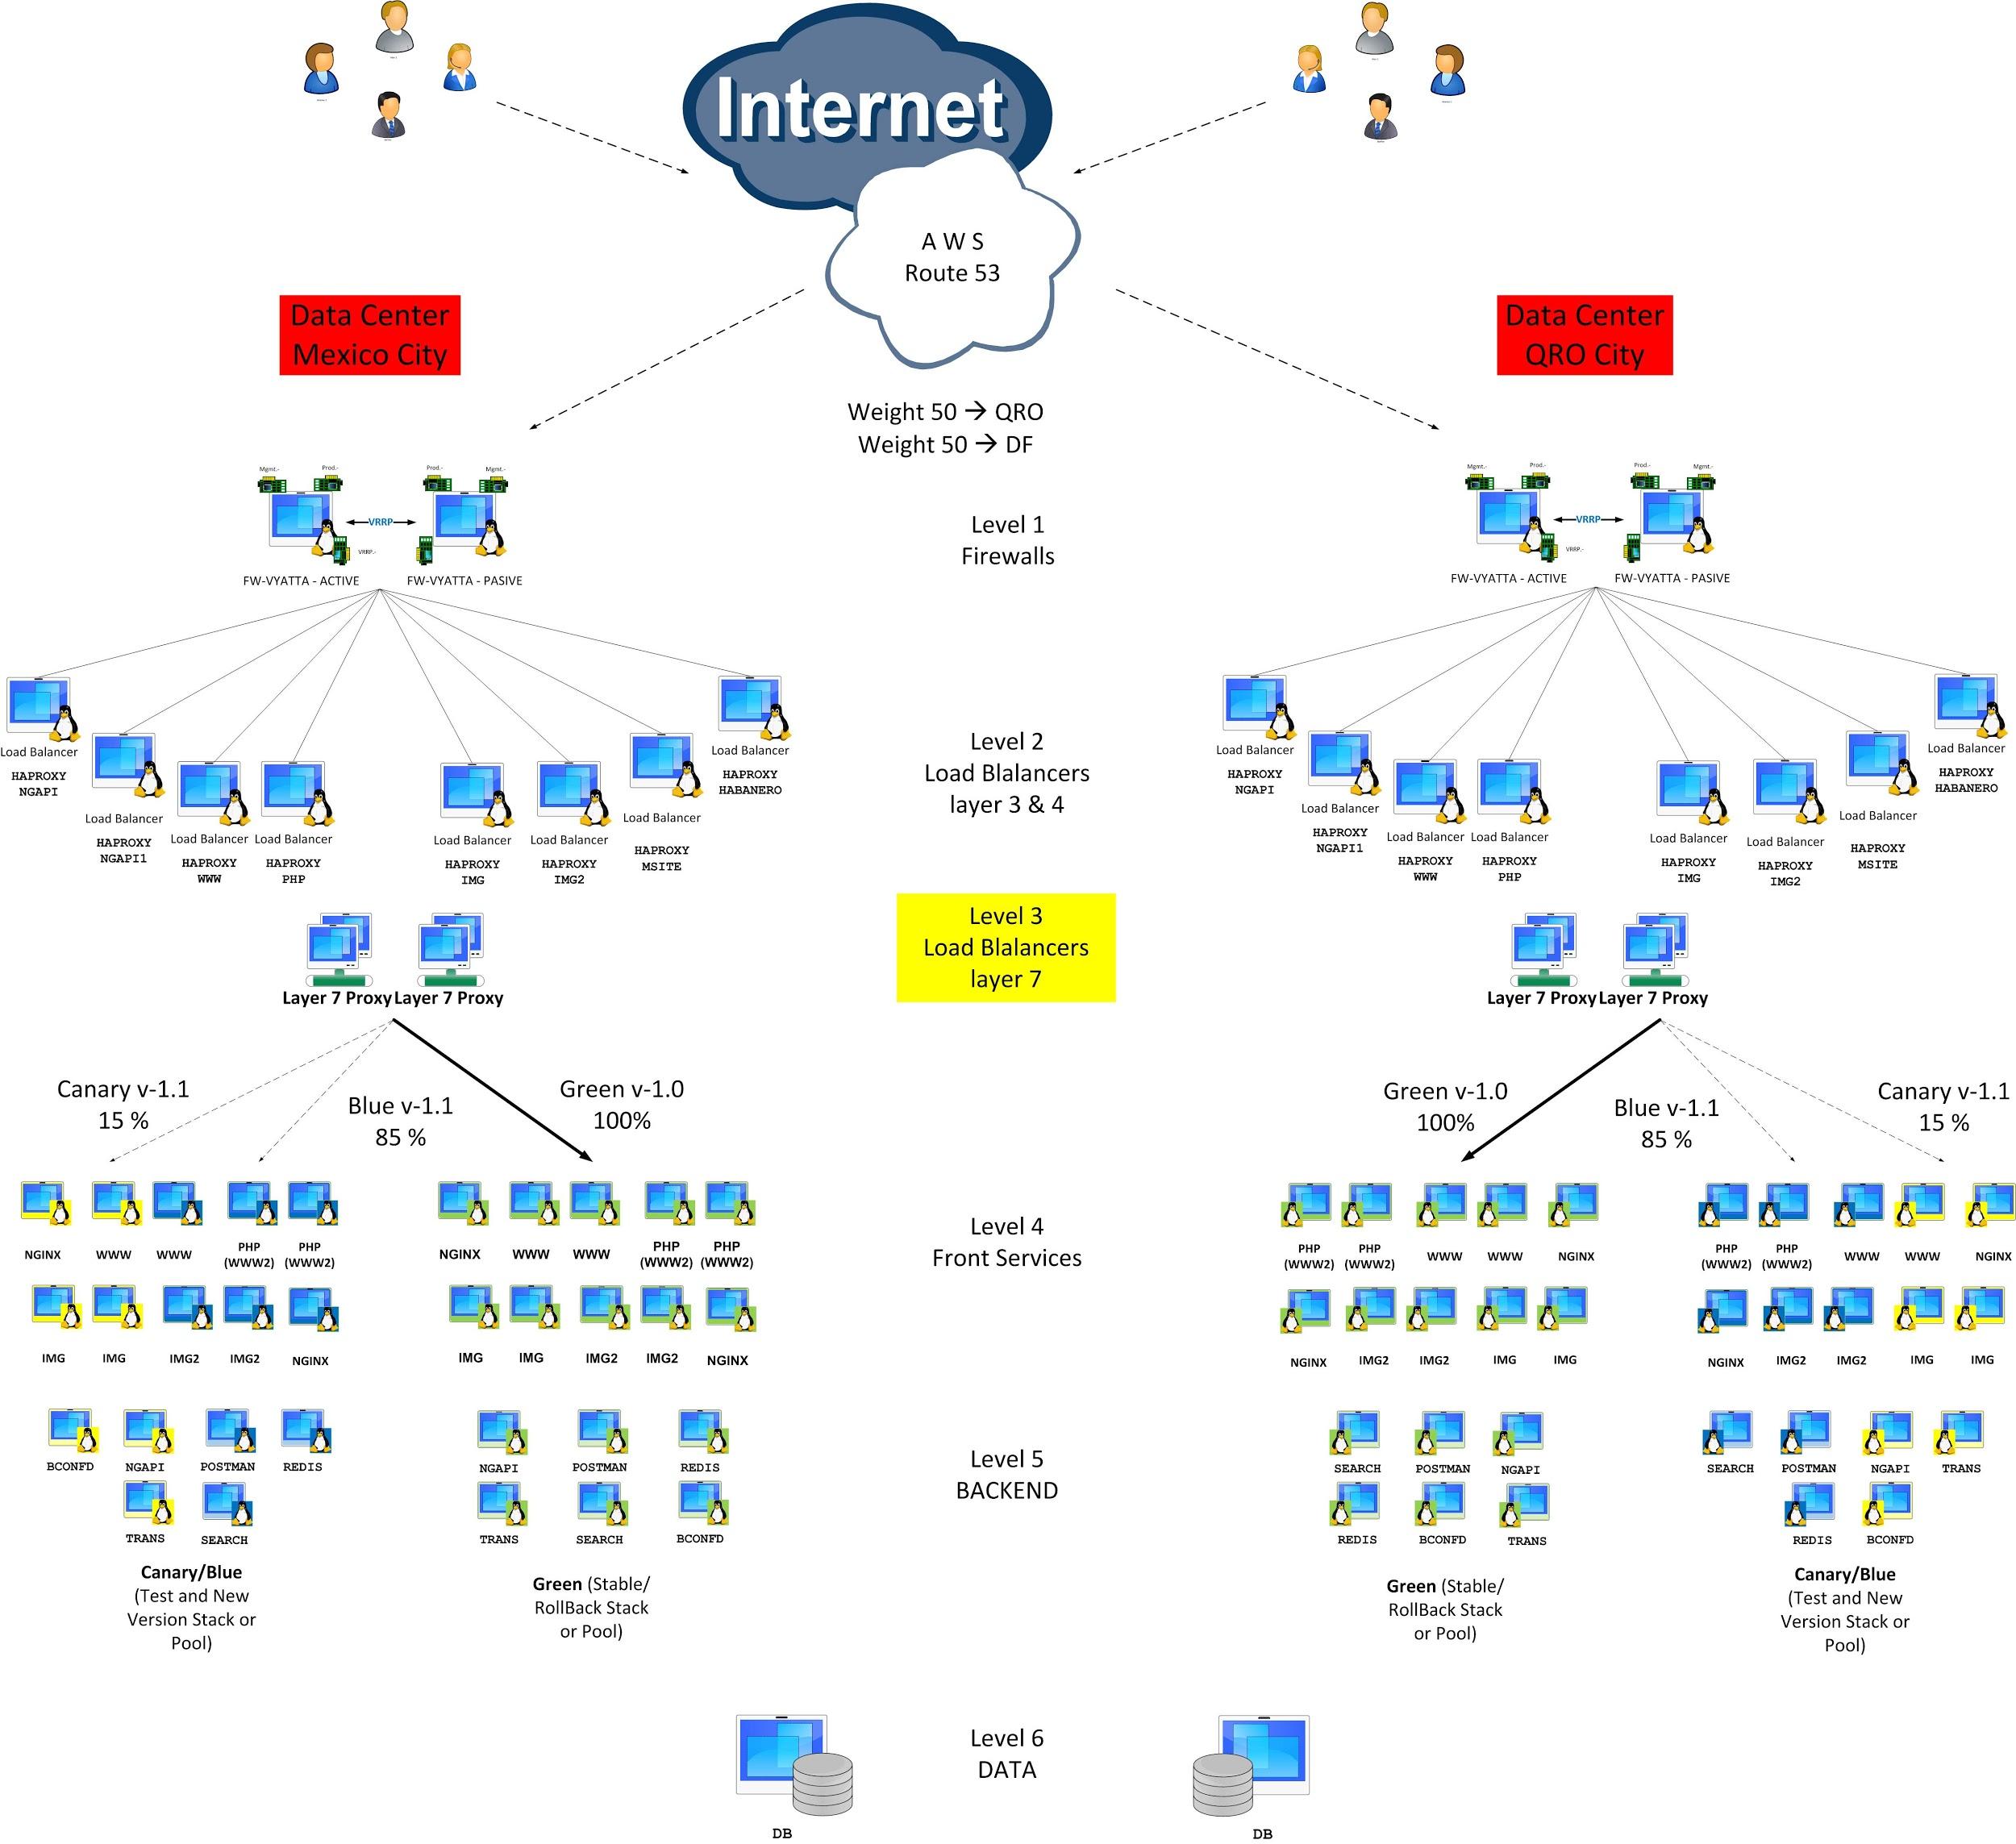 Internet
A W S
Route 53
Data Center
Mexico City
Data Center
QRO City
Weight 50 → QRO
Weight 50 → DF
Mgmt.-
Prod.-
Prod.-
Mgmt.-
VRRP
VRRP.-
FW-VYATTA - ACTIVE
FW-VYATTA - PASIVE
Level 1
Firewalls
Mgmt.-
Prod.-
Prod.-
Mgmt.-
VRRP
VRRP.-
FW-VYATTA - ACTIVE
FW-VYATTA - PASIVE
Load Balancer
HAPROXY
NGAPI
Load Balancer
HAPROXY
NGAPI1
Load Balancer
HAPROXY
WWW
Load Balancer
HAPROXY
PHP
Load Balancer
HAPROXY
IMG
Load Balancer
HAPROXY
IMG2
Load Balancer
HAPROXY
MSITE
Load Balancer
HAPROXY
HABANERO
Level 2
Load Blalancers
layer 3 & 4
Load Balancer
HAPROXY
NGAPI
Load Balancer
HAPROXY
NGAPI1
Load Balancer
HAPROXY
WWW
Load Balancer
HAPROXY
PHP
Load Balancer
HAPROXY
IMG
Load Balancer
HAPROXY
IMG2
Load Balancer
HAPROXY
MSITE
Load Balancer
HAPROXY
HABANERO
Layer 7 Proxy
Layer 7 Proxy
Level 3
Load Blalancers
layer 7
Layer 7 Proxy
Layer 7 Proxy
Canary v-1.1
15 %
Blue v-1.1
85 %
Green v-1.0
100%
Green v-1.0
100%
Blue v-1.1
85 %
Canary v-1.1
15 %
NGINX
WWW
WWW
PHP
(WWW2)
PHP
(WWW2)
NGINX
WWW
WWW
PHP
(WWW2)
PHP
(WWW2)
Level 4
Front Services
PHP
(WWW2)
PHP
(WWW2)
WWW
WWW
NGINX
PHP
(WWW2)
PHP
(WWW2)
WWW
WWW
NGINX
IMG
IMG
IMG2
IMG2
NGINX
IMG
IMG
IMG2
IMG2
NGINX
NGINX
IMG2
IMG2
IMG
IMG
NGINX
IMG2
IMG2
IMG
IMG
BCONFD
NGAPI
POSTMAN
REDIS
TRANS
SEARCH
NGAPI
POSTMAN
REDIS
TRANS
SEARCH
BCONFD
Level 5
BACKEND
SEARCH
POSTMAN
NGAPI
REDIS
BCONFD
TRANS
SEARCH
POSTMAN
NGAPI
TRANS
REDIS
BCONFD
Canary/Blue
(Test and New
Version Stack or
Pool)
Green (Stable/
RollBack Stack
or Pool)
Green (Stable/
RollBack Stack
or Pool)
Canary/Blue
(Test and New
Version Stack or
Pool)
Level 6
DATA
DB
DB